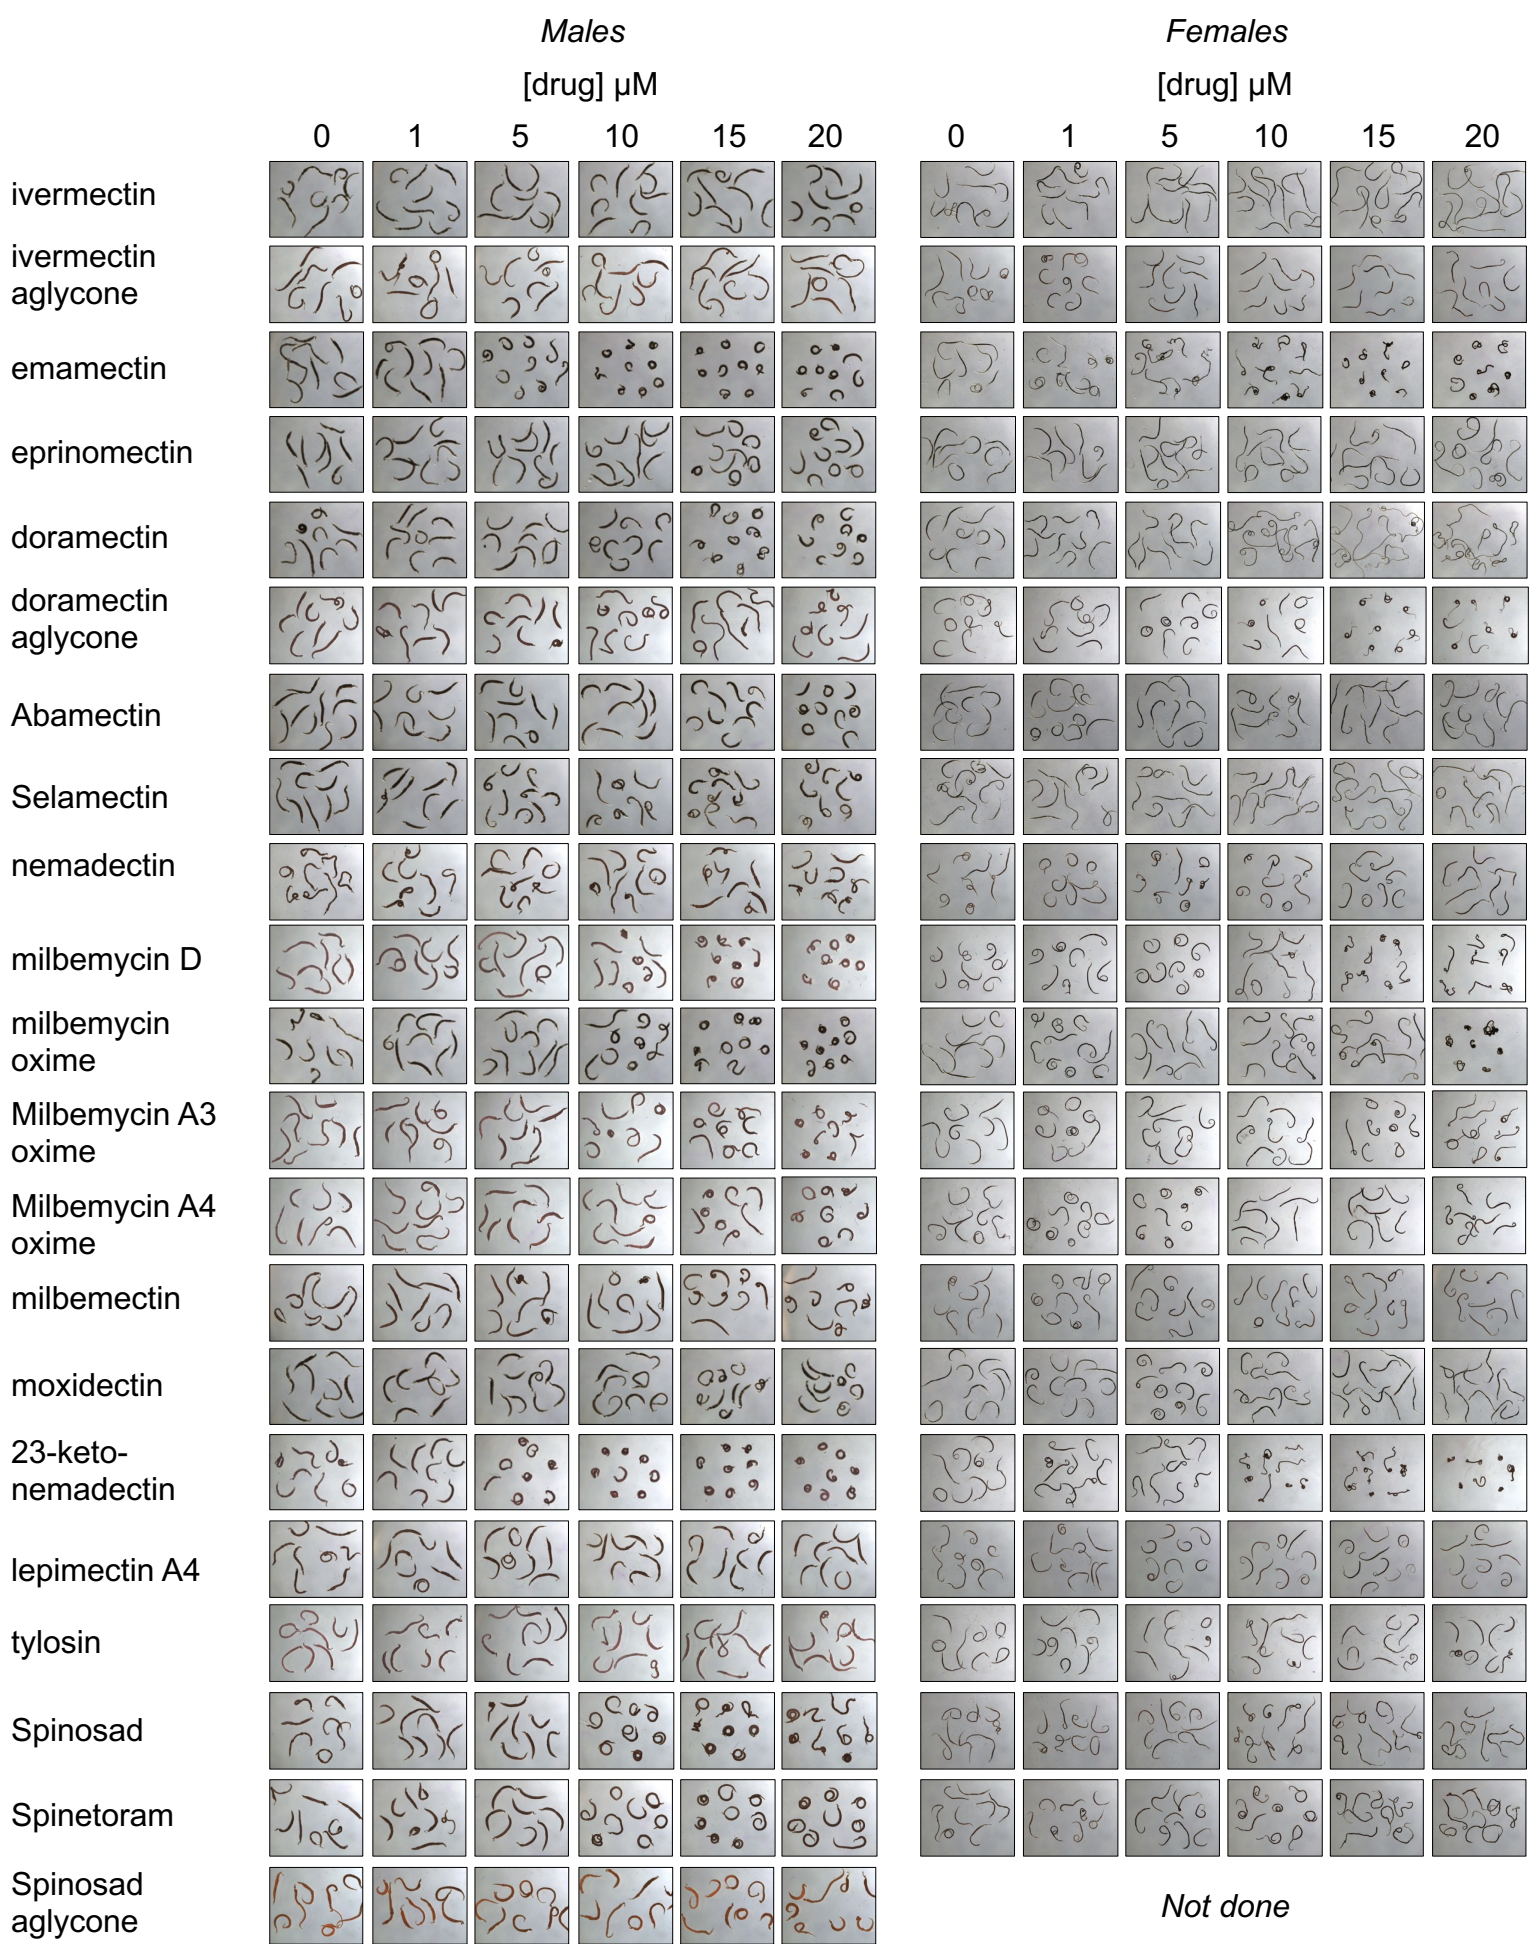 Males Females
[drug] µM [drug] µM
0 1 5 10 15 20 0 1 5 10 15 20
ivermectin
ivermectin
aglycone
emamectin
eprinomectin
doramectin
doramectin
aglycone
Abamectin
Selamectin
nemadectin
milbemycin D
milbemycin
oxime
Milbemycin A3
oxime
Milbemycin A4
oxime
milbemectin
moxidectin
23-keto-
nemadectin
lepimectin A4
tylosin
Spinosad
Spinetoram
Spinosad
aglycone
Not done